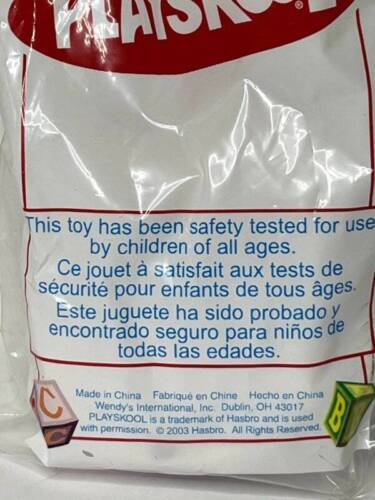 PLAYSKOOL®
This toy has been safety tested for use
by children of all ages.
Ce jouet à satisfait aux tests de
sécurité pour enfants de tous âges.
Este juguete ha sido probado y
encontrado seguro para niños de
todas las edades.
Made in China Fabriqué en Chine Hecho en China
Wendy's International, Inc. Dublin, OH 43017
PLAYSKOOL is a trademark of Hasbro and is used
with permission. © 2003 Hasbro. All Rights Reserved.
C
C
B